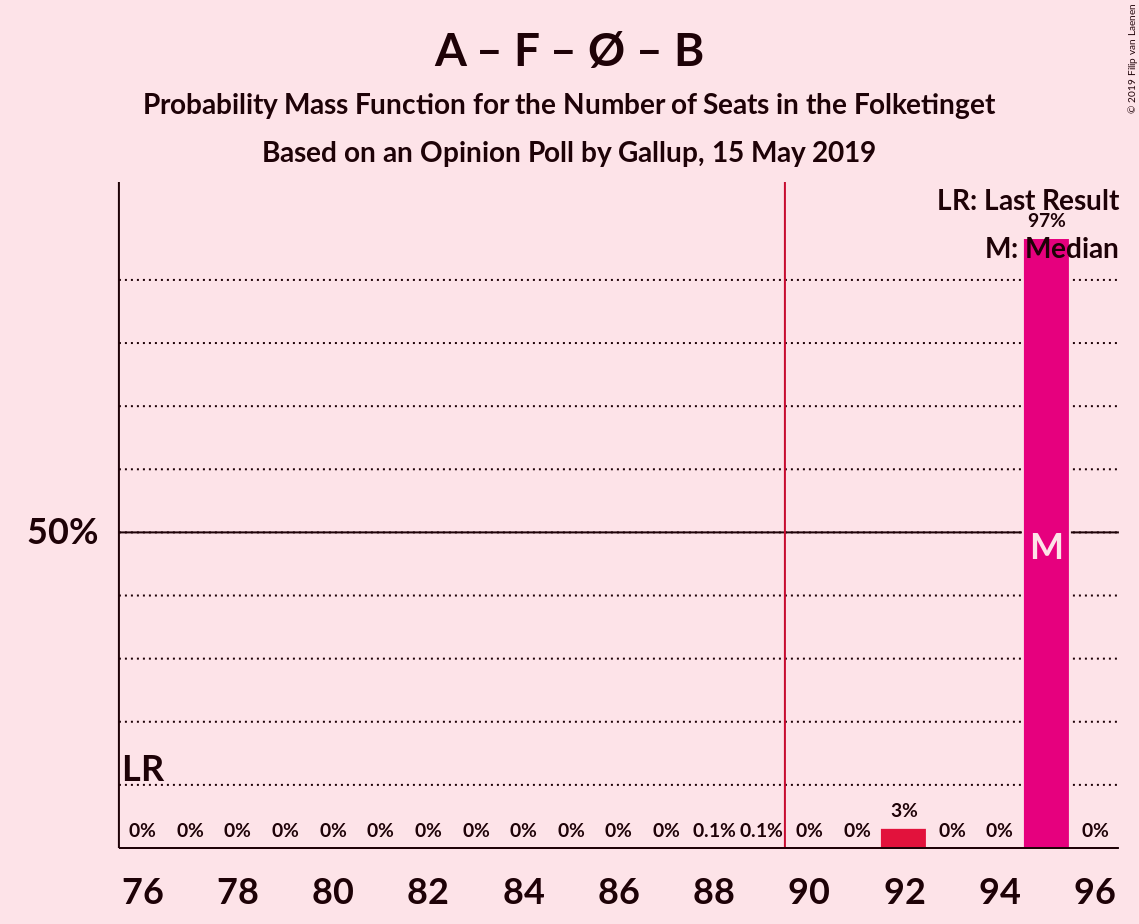 A – F – Ø – B
Probability Mass Function for the Number of Seats in the Folketinget
Based on an Opinion Poll by Gallup, 15 May 2019
© 2019 Filip van Laenen
LR: Last Result
97%
M: Median
50%
M
LR
3%
0% 0% 0% 0% 0% 0% 0% 0% 0% 0% 0% 0% 0.1% 0.1% 0% 0% 0% 0% 0%
76 78 80 82 84 86 88 90 92 94 96